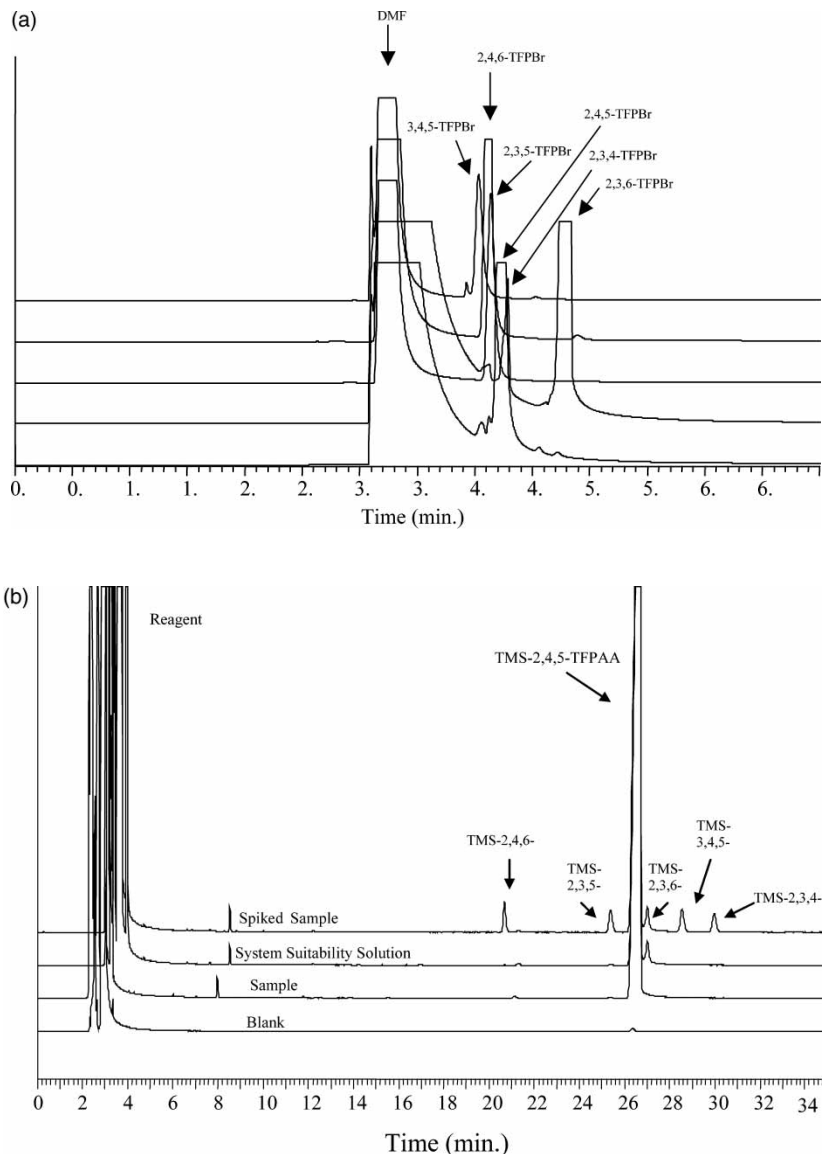 (a)
DMF
2,4,6-TFPBr
3,4,5-TFPBr
2,4,5-TFPBr
2,3,5-TFPBr
2,3,4-TFPBr
2,3,6-TFPBr
0. 0. 1. 1. 2. 2. 3. 3. 4. 4. 5. 5. 6. 6.
Time (min.)
(b)
Reagent
TMS-2,4,5-TFPAA
TMS-2,4,6-
TMS-
2,3,5-
TMS-
2,3,6-
TMS-
3,4,5-
TMS-2,3,4-
Spiked Sample
System Suitability Solution
Sample
Blank
0 2 4 6 8 10 12 14 16 18 20 22 24 26 28 30 32 34
Time (min.)